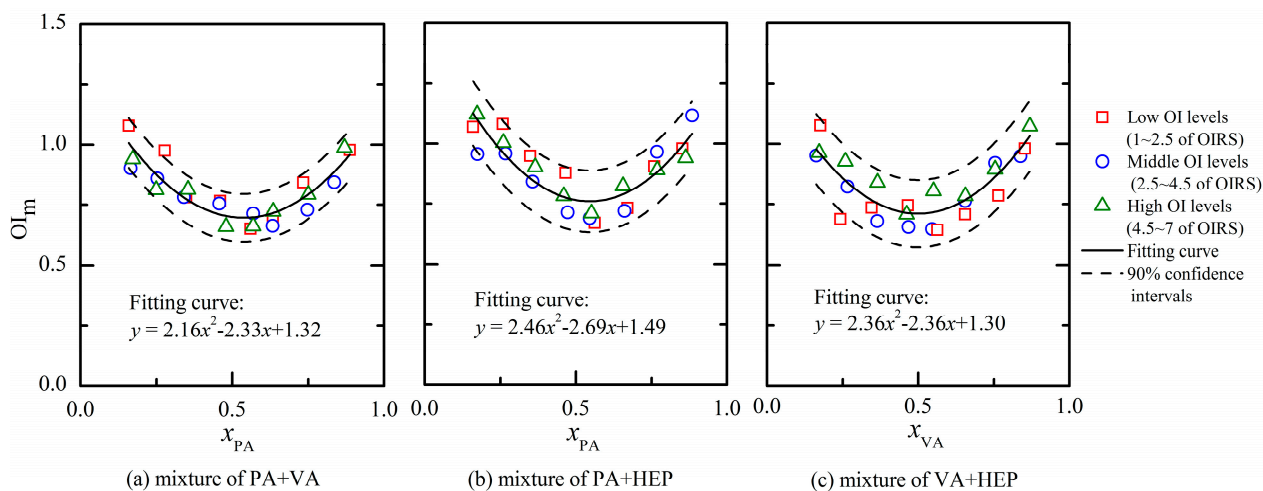 1.5
1.0
0.5
0.0
OIm
Fitting curve:
y = 2.16x²-2.33x+1.32
0.0 0.5 1.0
xPA
(a) mixture of PA+VA
Fitting curve:
y = 2.46x²-2.69x+1.49
0.0 0.5 1.0
xPA
(b) mixture of PA+HEP
Fitting curve:
y = 2.36x²-2.36x+1.30
0.0 0.5 1.0
xVA
(c) mixture of VA+HEP
Low OI levels
(1~2.5 of OIRS)
Middle OI levels
(2.5~4.5 of OIRS)
High OI levels
(4.5~7 of OIRS)
Fitting curve
90% confidence
intervals